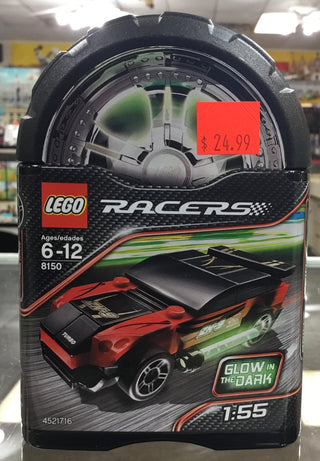 $ 24.99
LEGO
RACERS
Ages/edades
6-12
8150
GLOW IN
THE DARK
1:55
4521716